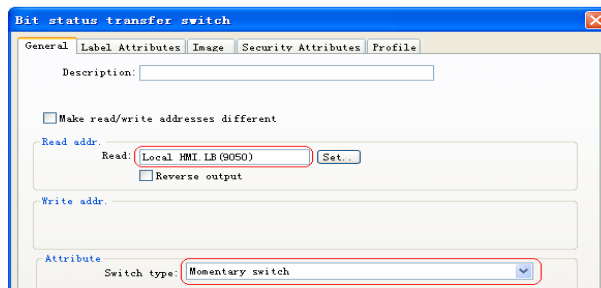 Bit status transfer switch
General Label Attributes Image Security Attributes Profile
Description:
Make read/write addresses different
Read addr.
Read: Local HMI.LB(9050) Set..
Reverse output
Write addr.
Attribute
Switch type: Momentary switch